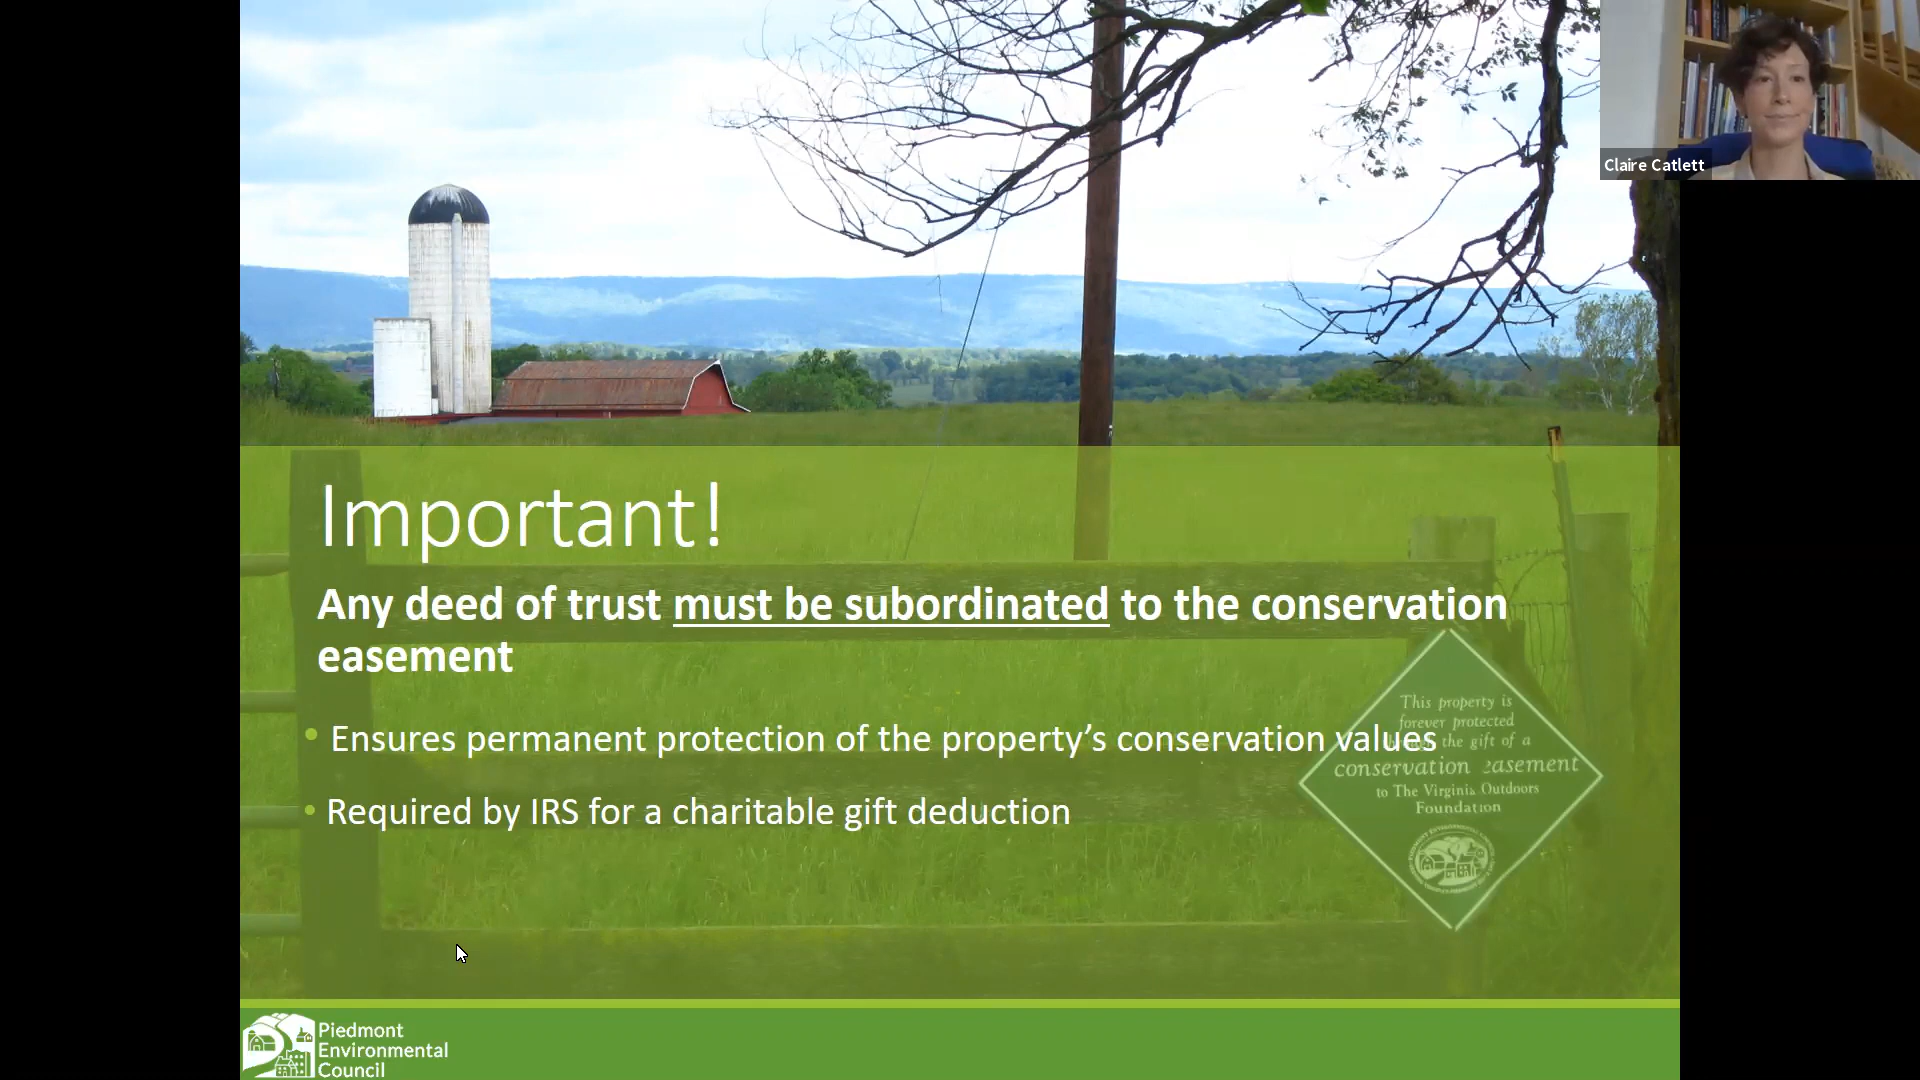 Claire Catlett
Important!
Any deed of trust must be subordinated to the conservation
easement
• Ensures permanent protection of the property’s conservation values
• Required by IRS for a charitable gift deduction
This property is
forever protected
the gift of a
conservation easement
to The Virginia Outdoors
Foundation
Piedmont
Environmental
Council